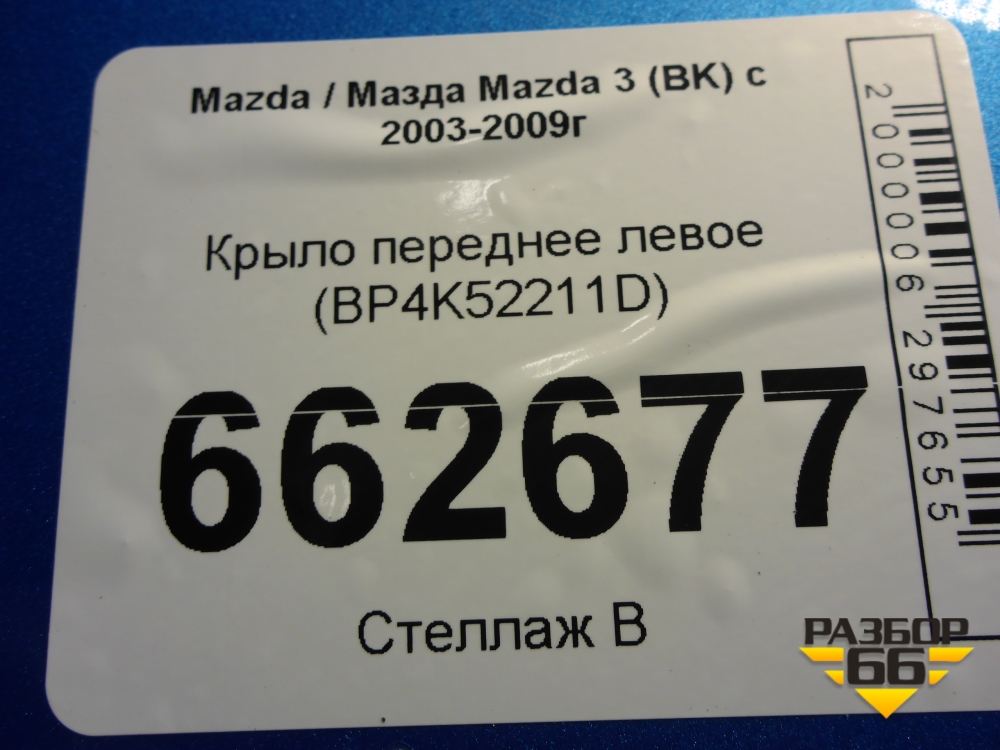 Mazda / Мазда Mazda 3 (BK) с
2003-2009г
Крыло переднее левое
(BP4K52211D)
662677
Стеллаж В
2000006297655
РАЗБОР
66